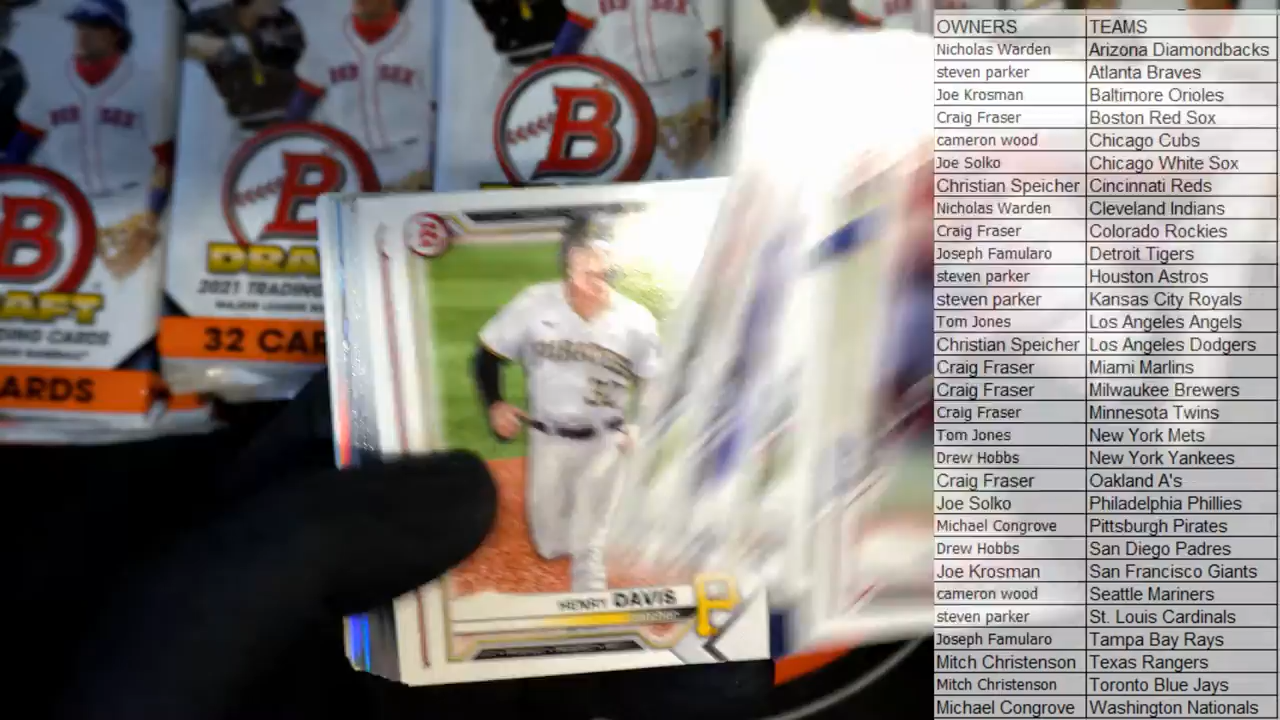 OWNERS TEAMS
Nicholas Warden Arizona Diamondbacks
steven parker Atlanta Braves
Joe Krosman Baltimore Orioles
Craig Fraser Boston Red Sox
cameron wood Chicago Cubs
Joe Solko Chicago White Sox
Christian Speicher Cincinnati Reds
Nicholas Warden Cleveland Indians
Craig Fraser Colorado Rockies
Joseph Famularo Detroit Tigers
steven parker Houston Astros
steven parker Kansas City Royals
Tom Jones Los Angeles Angels
Christian Speicher Los Angeles Dodgers
Craig Fraser Miami Marlins
Craig Fraser Milwaukee Brewers
Craig Fraser Minnesota Twins
Tom Jones New York Mets
Drew Hobbs New York Yankees
Craig Fraser Oakland A's
Joe Solko Philadelphia Phillies
Michael Congrove Pittsburgh Pirates
Drew Hobbs San Diego Padres
Joe Krosman San Francisco Giants
cameron wood Seattle Mariners
steven parker St. Louis Cardinals
Joseph Famularo Tampa Bay Rays
Mitch Christenson Texas Rangers
Mitch Christenson Toronto Blue Jays
Michael Congrove Washington Nationals
RED SOX
B
B
B
DRA
AFT
2021 TRADING
DING CARDS
32 CAR
ARDS
B
32
HENRY DAVIS
P